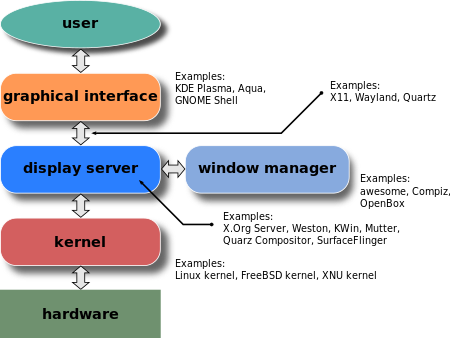 user
graphical interface
Examples:
KDE Plasma, Aqua,
GNOME Shell
Examples:
X11, Wayland, Quartz
display server
window manager
Examples:
awesome, Compiz,
OpenBox
Examples:
X.Org Server, Weston, KWin, Mutter,
Quarz Compositor, SurfaceFlinger
kernel
Examples:
Linux kernel, FreeBSD kernel, XNU kernel
hardware